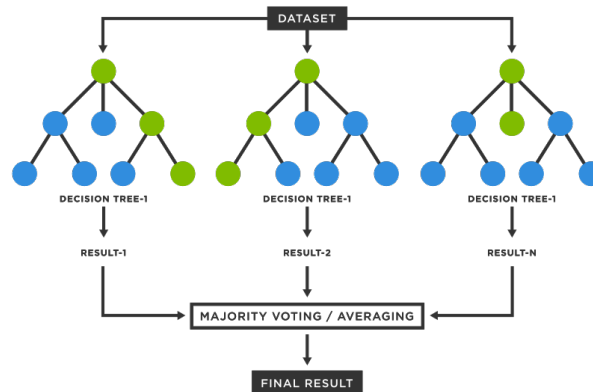 DATASET
DECISION TREE-1
DECISION TREE-1
DECISION TREE-1
RESULT-1
RESULT-2
RESULT-N
MAJORITY VOTING / AVERAGING
FINAL RESULT